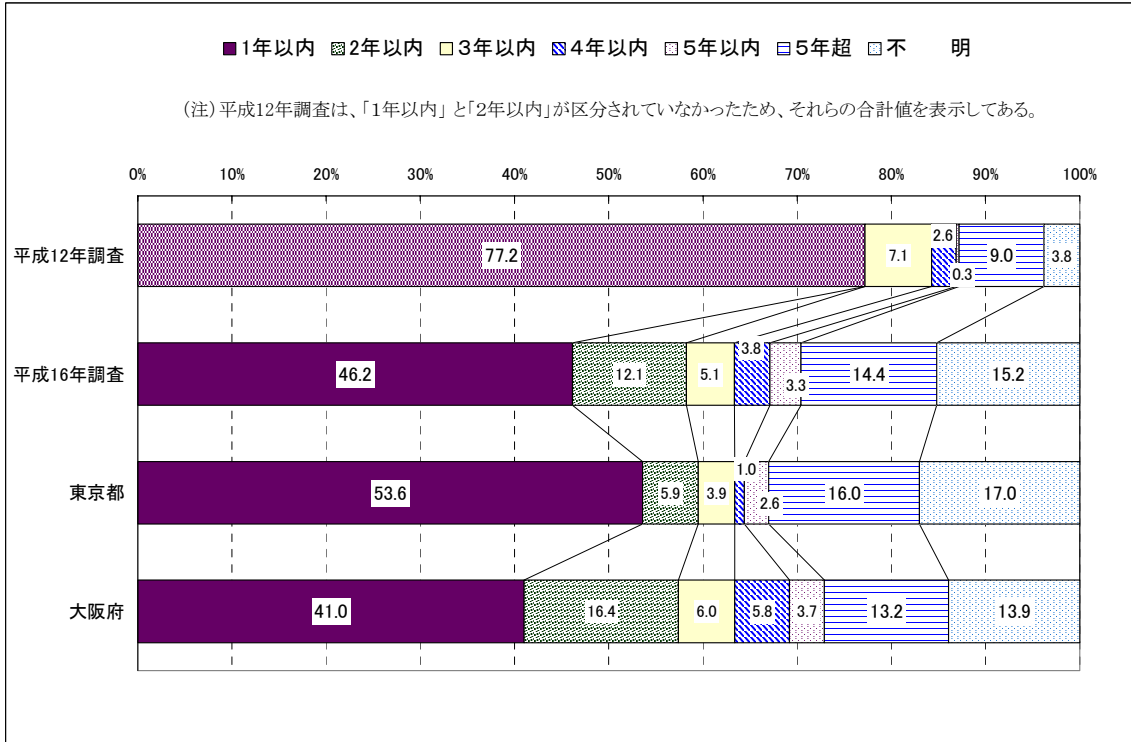 1年以内 2年以内 3年以内 4年以内 5年以内 5年超 不 明
(注)平成12年調査は、「1年以内」と「2年以内」が区分されていなかったため、それらの合計値を表示してある。
0% 10% 20% 30% 40% 50% 60% 70% 80% 90% 100%
平成12年調査 77.2 7.1 2.6 0.3 9.0 3.8
平成16年調査 46.2 12.1 5.1 3.8 3.3 14.4 15.2
東京都 53.6 5.9 3.9 1.0 2.6 16.0 17.0
大阪府 41.0 16.4 6.0 5.8 3.7 13.2 13.9